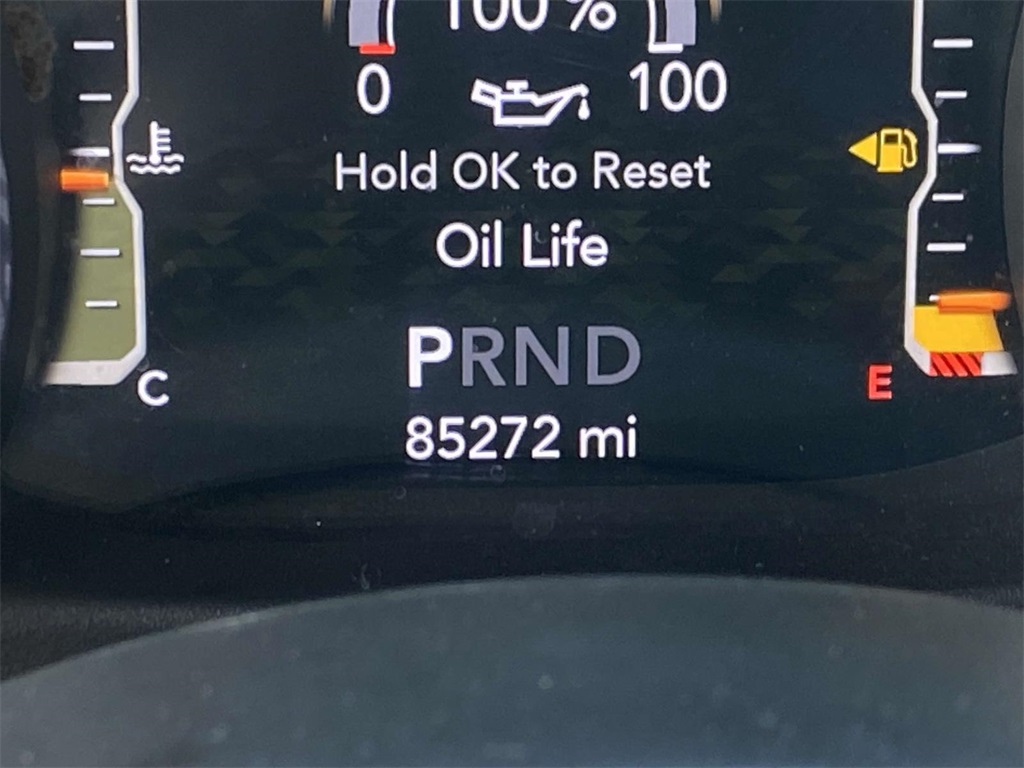 100%
0 100
Hold OK to Reset
Oil Life
PRND
C E
85272 mi